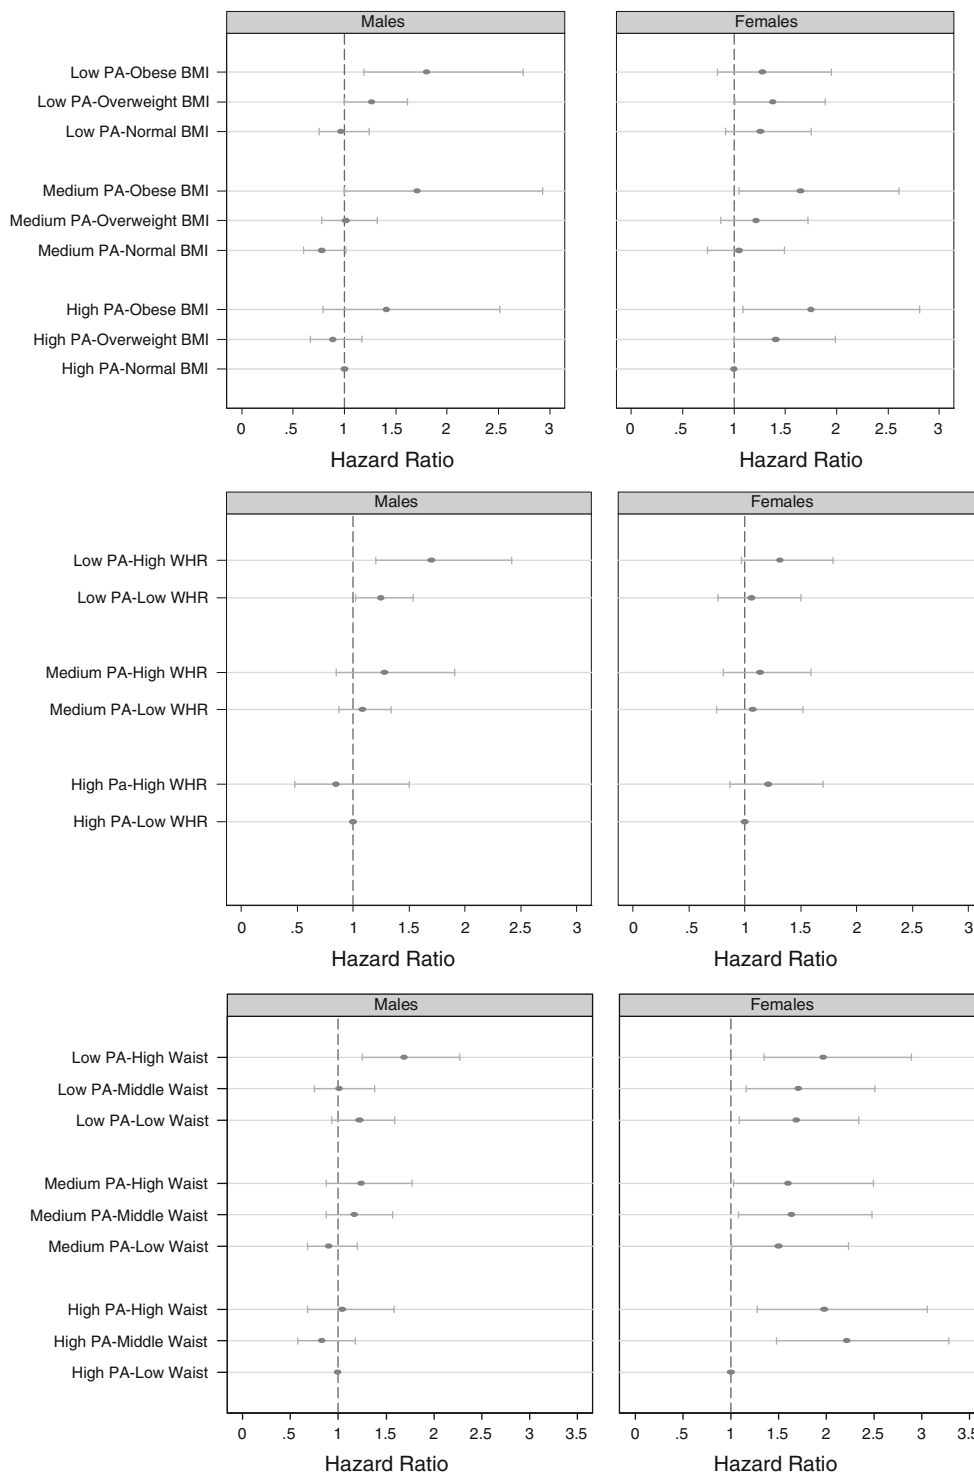 Males Females
Low PA-Obese BMI
Low PA-Overweight BMI
Low PA-Normal BMI
Medium PA-Obese BMI
Medium PA-Overweight BMI
Medium PA-Normal BMI
High PA-Obese BMI
High PA-Overweight BMI
High PA-Normal BMI
0 .5 1 1.5 2 2.5 3 0 .5 1 1.5 2 2.5 3
Hazard Ratio Hazard Ratio
Males Females
Low PA-High WHR
Low PA-Low WHR
Medium PA-High WHR
Medium PA-Low WHR
High Pa-High WHR
High PA-Low WHR
0 .5 1 1.5 2 2.5 3 0 .5 1 1.5 2 2.5 3
Hazard Ratio Hazard Ratio
Males Females
Low PA-High Waist
Low PA-Middle Waist
Low PA-Low Waist
Medium PA-High Waist
Medium PA-Middle Waist
Medium PA-Low Waist
High PA-High Waist
High PA-Middle Waist
High PA-Low Waist
0 .5 1 1.5 2 2.5 3 3.5 0 .5 1 1.5 2 2.5 3 3.5
Hazard Ratio Hazard Ratio